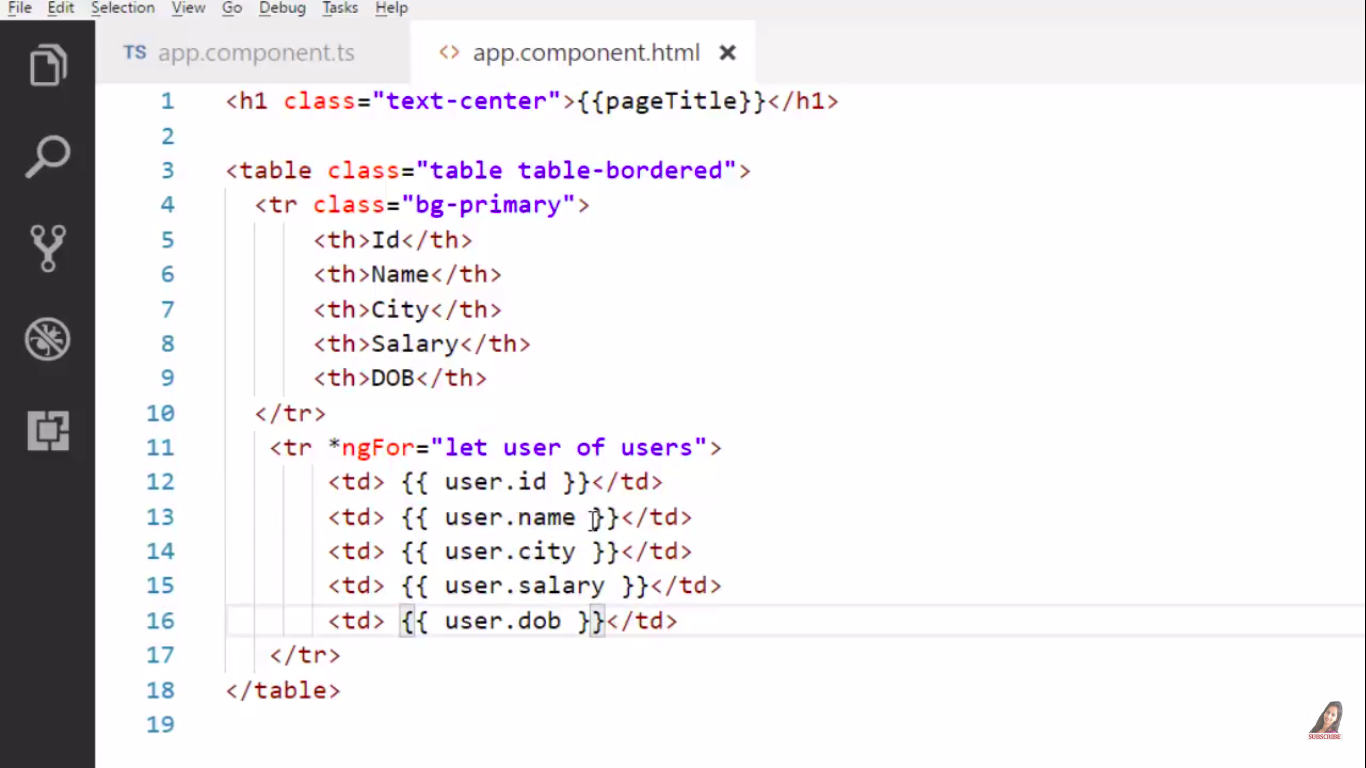 File Edit Selection View Go Debug Tasks Help
TS app.component.ts <> app.component.html ×
1 <h1 class="text-center">{{pageTitle}}</h1>
2
3 <table class="table table-bordered">
4 <tr class="bg-primary">
5 <th>Id</th>
6 <th>Name</th>
7 <th>City</th>
8 <th>Salary</th>
9 <th>DOB</th>
10 </tr>
11 <tr *ngFor="let user of users">
12 <td> {{ user.id }}</td>
13 <td> {{ user.name }}</td>
14 <td> {{ user.city }}</td>
15 <td> {{ user.salary }}</td>
16 <td> {{ user.dob }}</td>
17 </tr>
18 </table>
19
SUBSCRIBE